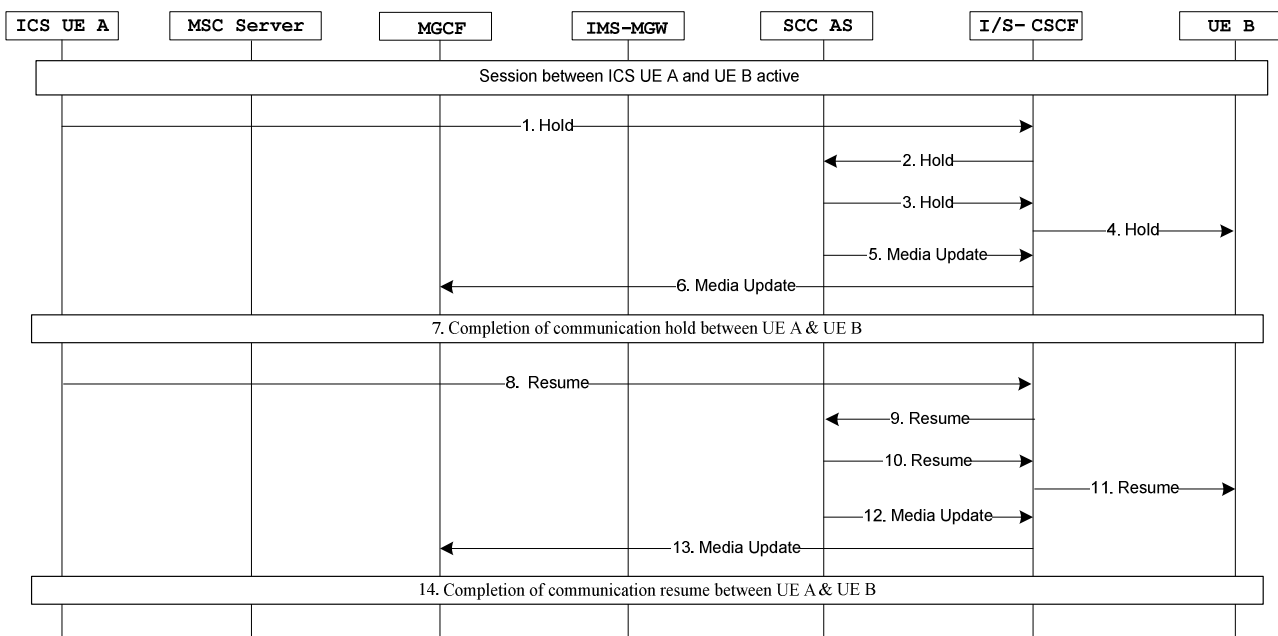 ICS UE A
MSC Server
MGCF
IMS-MGW
SCC AS
I/S-CSCF
UE B
Session between ICS UE A and UE B active
1. Hold
2. Hold
3. Hold
4. Hold
5. Media Update
6. Media Update
7. Completion of communication hold between UE A & UE B
8. Resume
9. Resume
10. Resume
11. Resume
12. Media Update
13. Media Update
14. Completion of communication resume between UE A & UE B